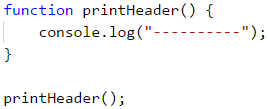 function printHeader() {
    console.log("----------");
}

printHeader();